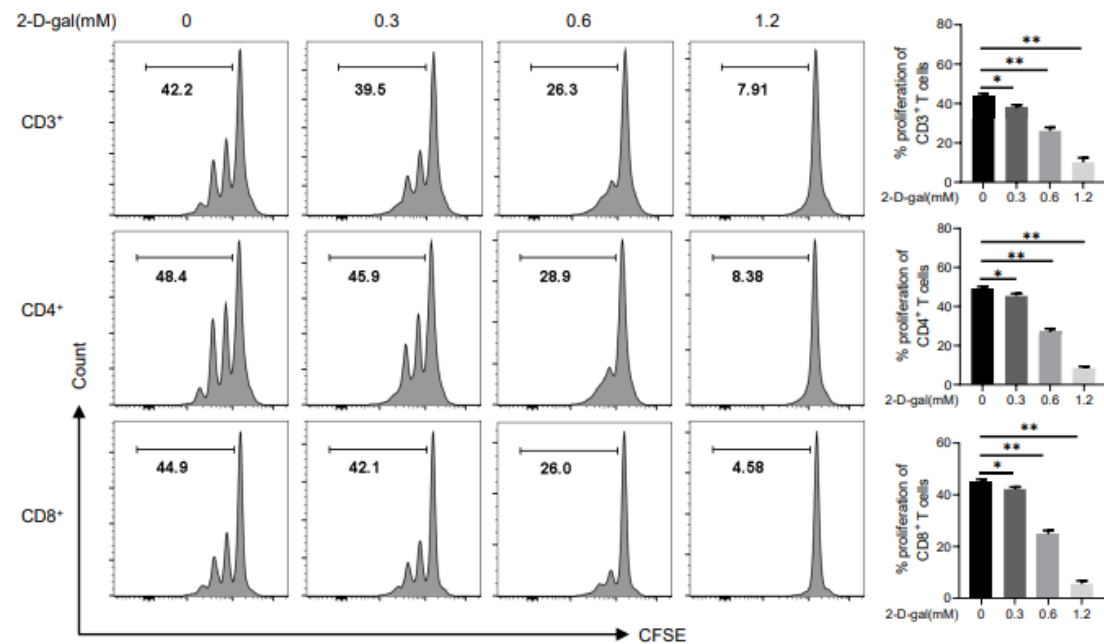 2-D-gal(mM) 0 0.3 0.6 1.2
CD3⁺
42.2
39.5
26.3
7.91
CD4⁺
48.4
45.9
28.9
8.38
CD8⁺
44.9
42.1
26.0
4.58
Count
CFSE
% proliferation of
CD3⁺ T cells
80
60
40
20
0
**
**
*
2-D-gal(mM) 0 0.3 0.6 1.2
% proliferation of
CD4⁺ T cells
80
60
40
20
0
**
**
*
2-D-gal(mM) 0 0.3 0.6 1.2
% proliferation of
CD8⁺ T cells
60
40
20
0
**
**
*
2-D-gal(mM) 0 0.3 0.6 1.2